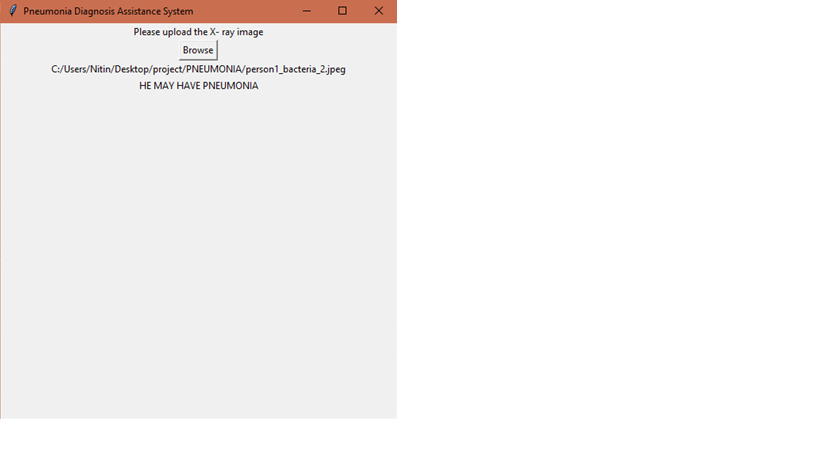 Pneumonia Diagnosis Assistance System
Please upload the X- ray image
Browse
C:/Users/Nitin/Desktop/project/PNEUMONIA/person1_bacteria_2.jpeg
HE MAY HAVE PNEUMONIA